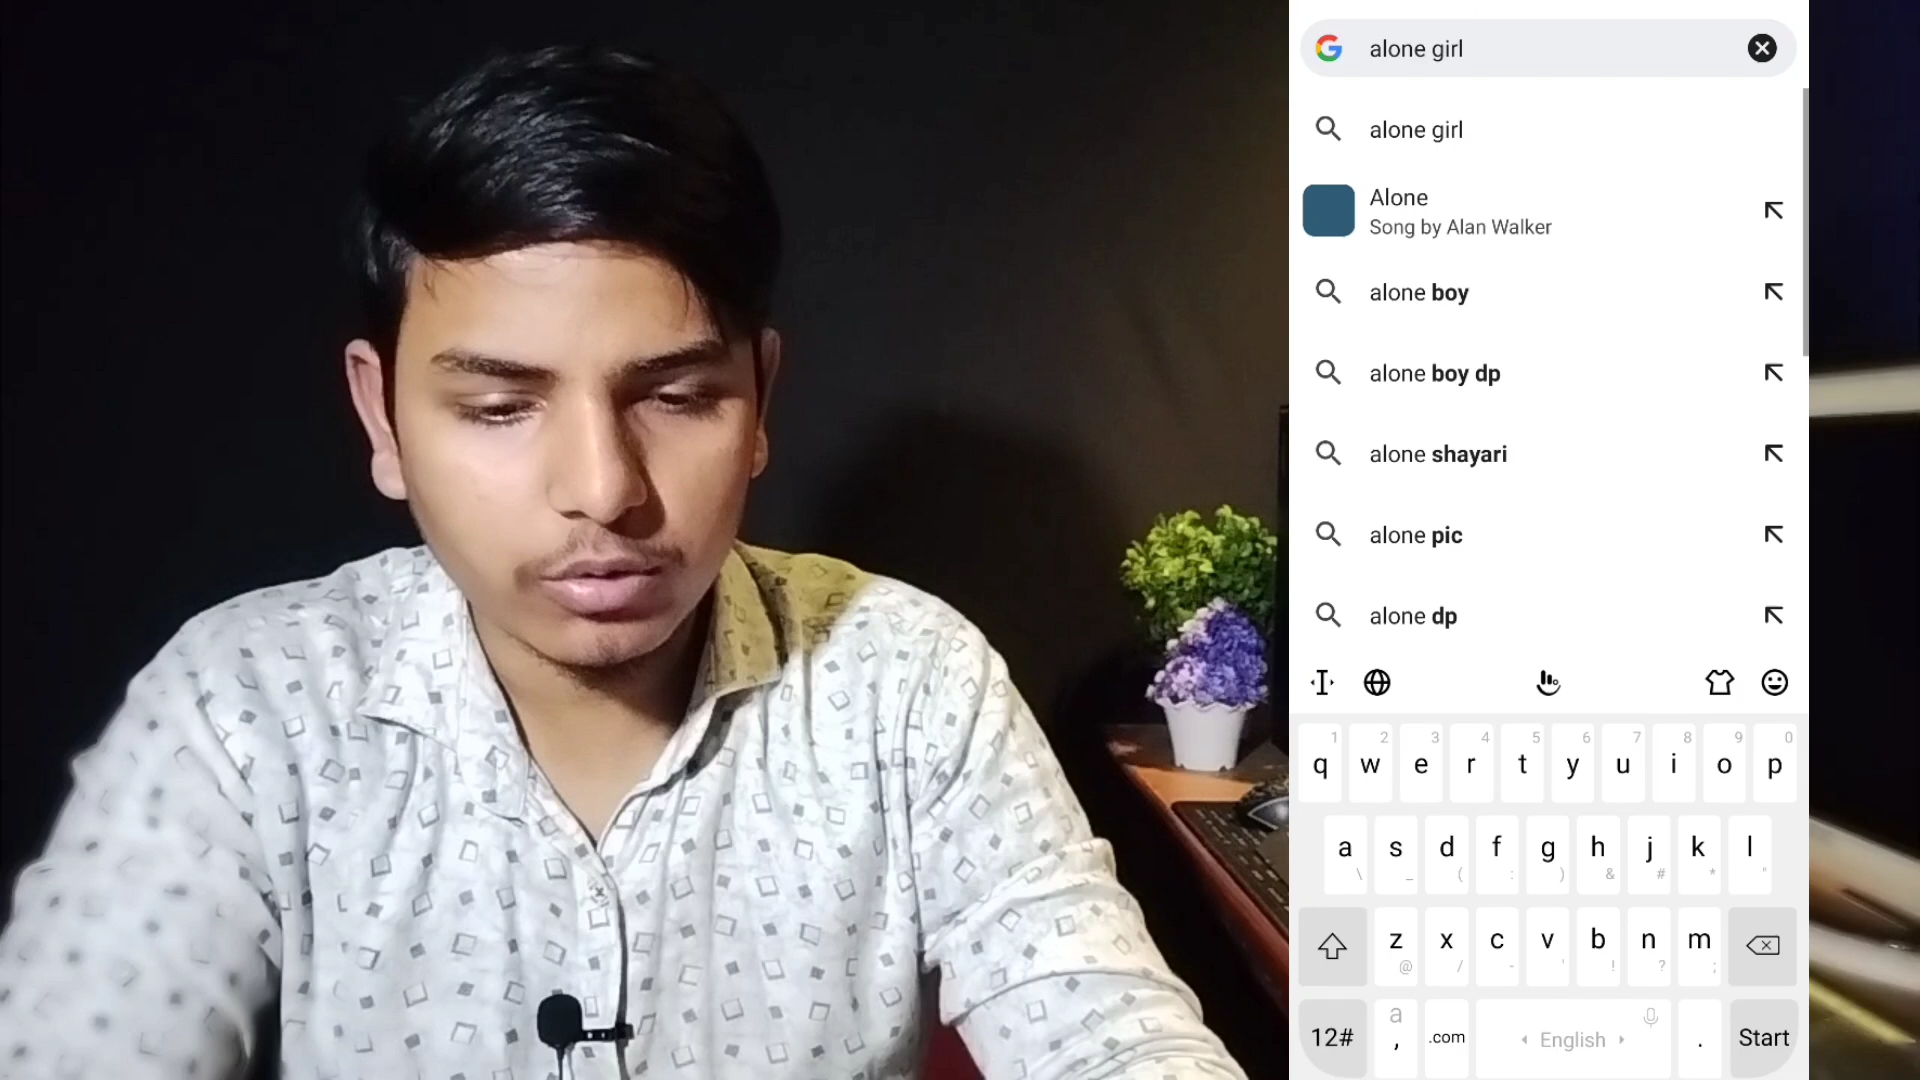 alone girl
alone girl
Alone
Song by Alan Walker
alone boy
alone boy dp
alone shayari
alone pic
alone dp
1 2 3 4 5 6 7 8 9 0
q w e r t y u i o p
a s d f g h j k l
\ _ ( : ) & # * "
z x c v b n m
@ / - ' ! ? ;
12# a , .com English . Start